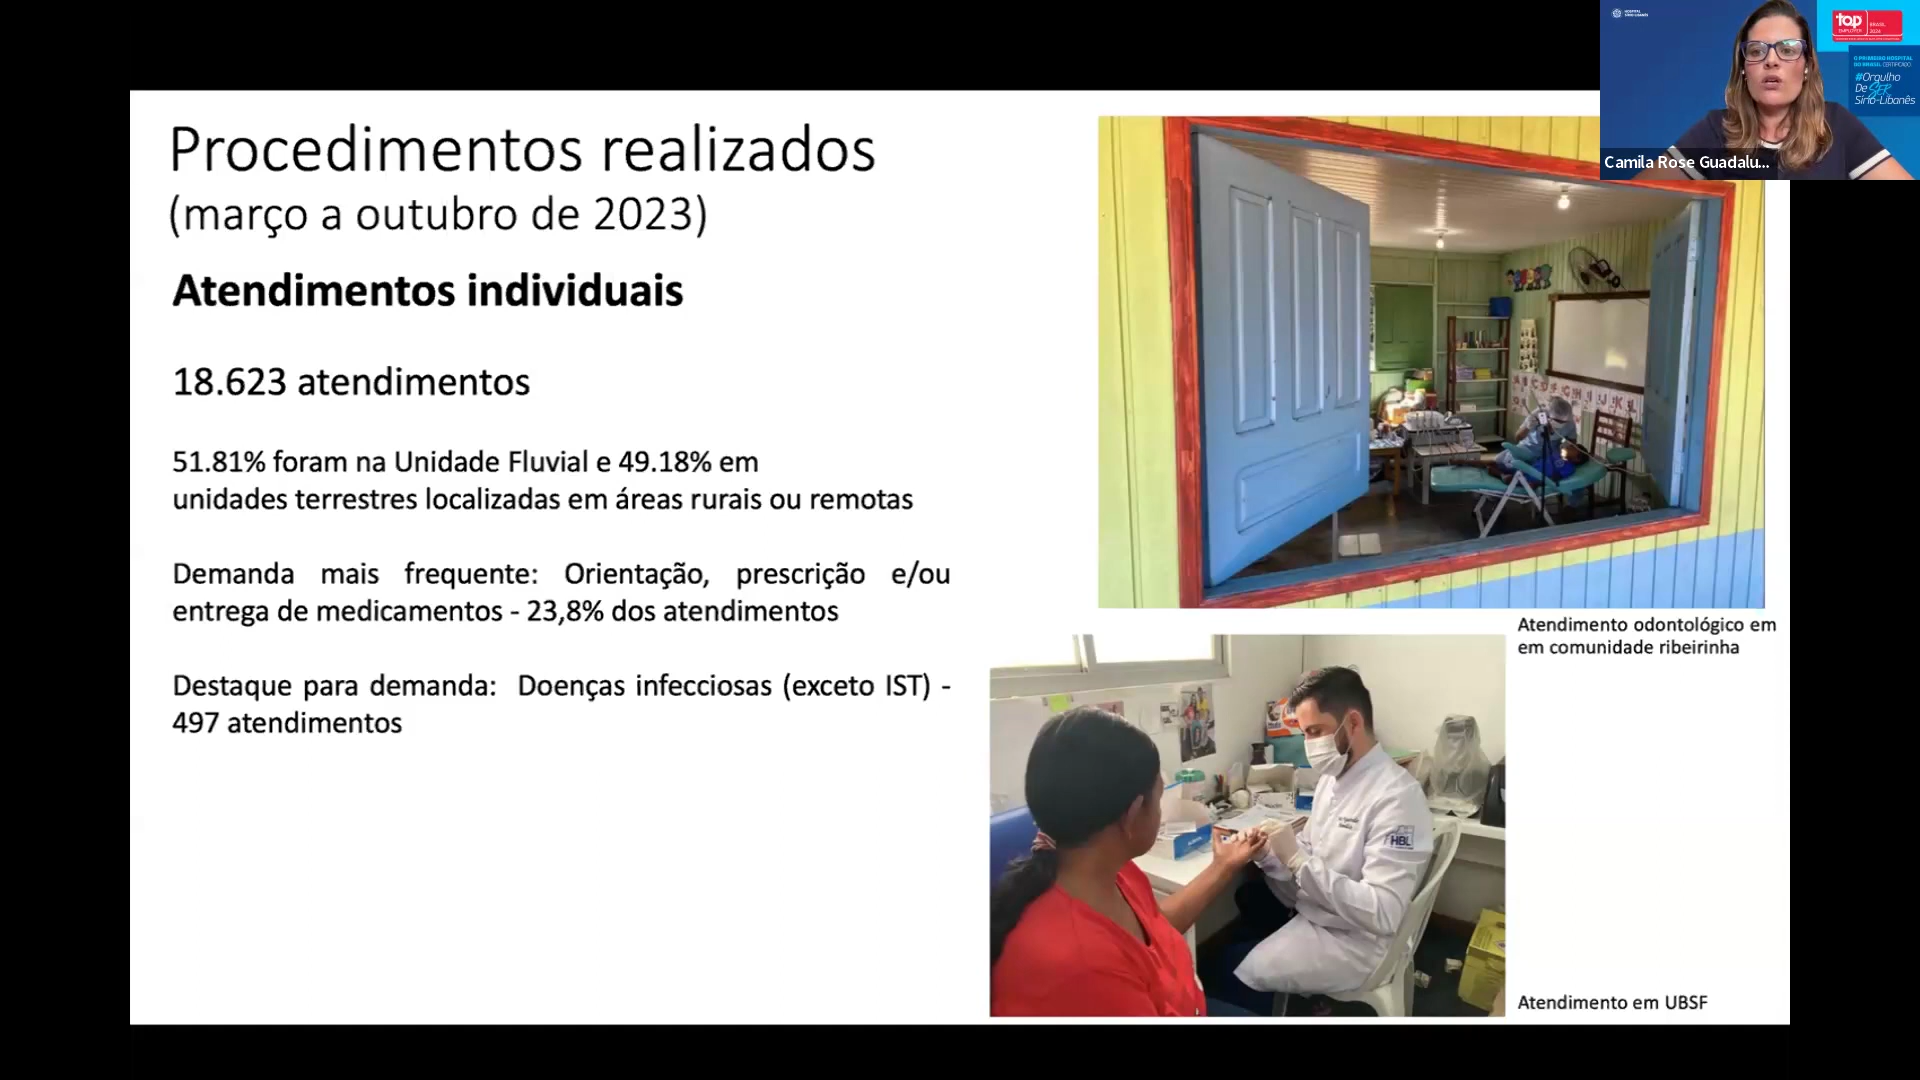 Procedimentos realizados
(março a outubro de 2023)
Atendimentos individuais
18.623 atendimentos
51.81% foram na Unidade Fluvial e 49.18% em
unidades terrestres localizadas em áreas rurais ou remotas
Demanda mais frequente: Orientação, prescrição e/ou
entrega de medicamentos - 23,8% dos atendimentos
Destaque para demanda: Doenças infecciosas (exceto IST) -
497 atendimentos
Atendimento odontológico em
em comunidade ribeirinha
HBL
Atendimento em UBSF
HOSPITAL
SÍRIO-LIBANÊS
top
EMPLOYER
BRASIL
2024
O PRIMEIRO HOSPITAL
DO BRASIL CERTIFICADO
#Orgulho
De SER
Sírio-Libanês
Camila Rose Guadalu...